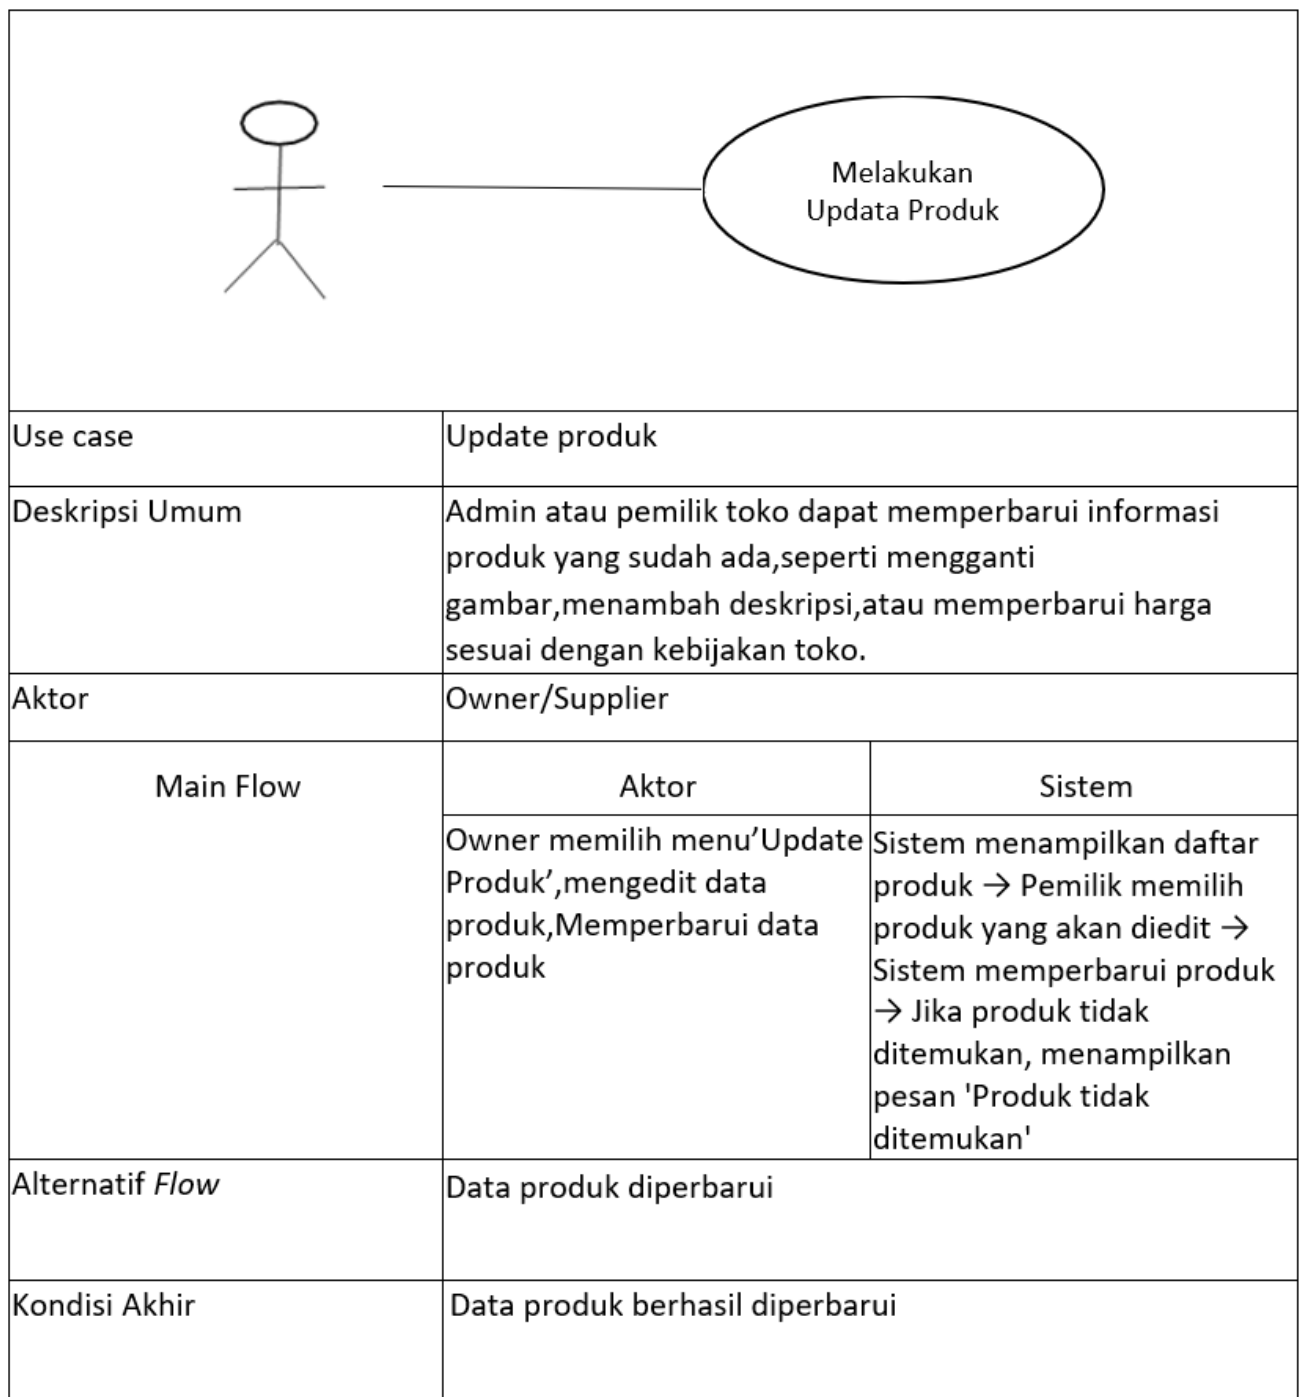 Melakukan
Updata Produk
Use case
Update produk
Deskripsi Umum
Admin atau pemilik toko dapat memperbarui informasi
produk yang sudah ada,seperti mengganti
gambar,menambah deskripsi,atau memperbarui harga
sesuai dengan kebijakan toko.
Aktor
Owner/Supplier
Main Flow
Aktor
Sistem
Owner memilih menu’Update
Produk’,mengedit data
produk,Memperbarui data
produk
Sistem menampilkan daftar
produk → Pemilik memilih
produk yang akan diedit →
Sistem memperbarui produk
→ Jika produk tidak
ditemukan, menampilkan
pesan 'Produk tidak
ditemukan'
Alternatif Flow
Data produk diperbarui
Kondisi Akhir
Data produk berhasil diperbarui